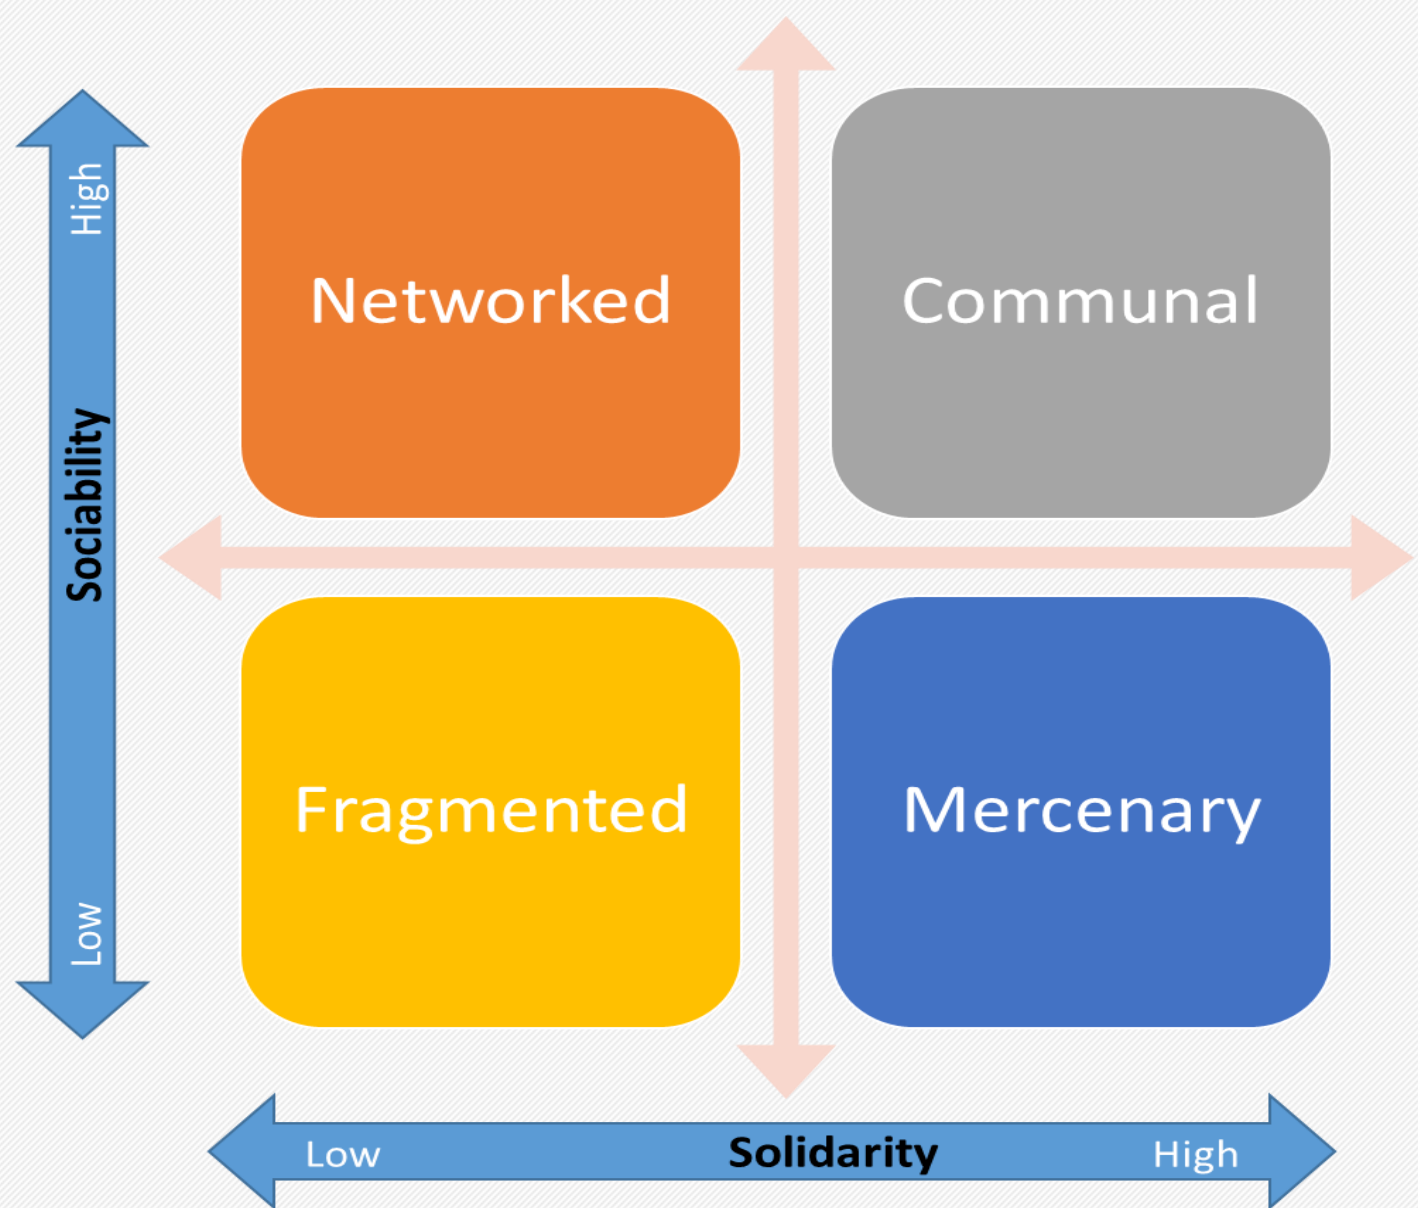 High
Sociability
Low
Networked
Communal
Fragmented
Mercenary
Low
Solidarity
High